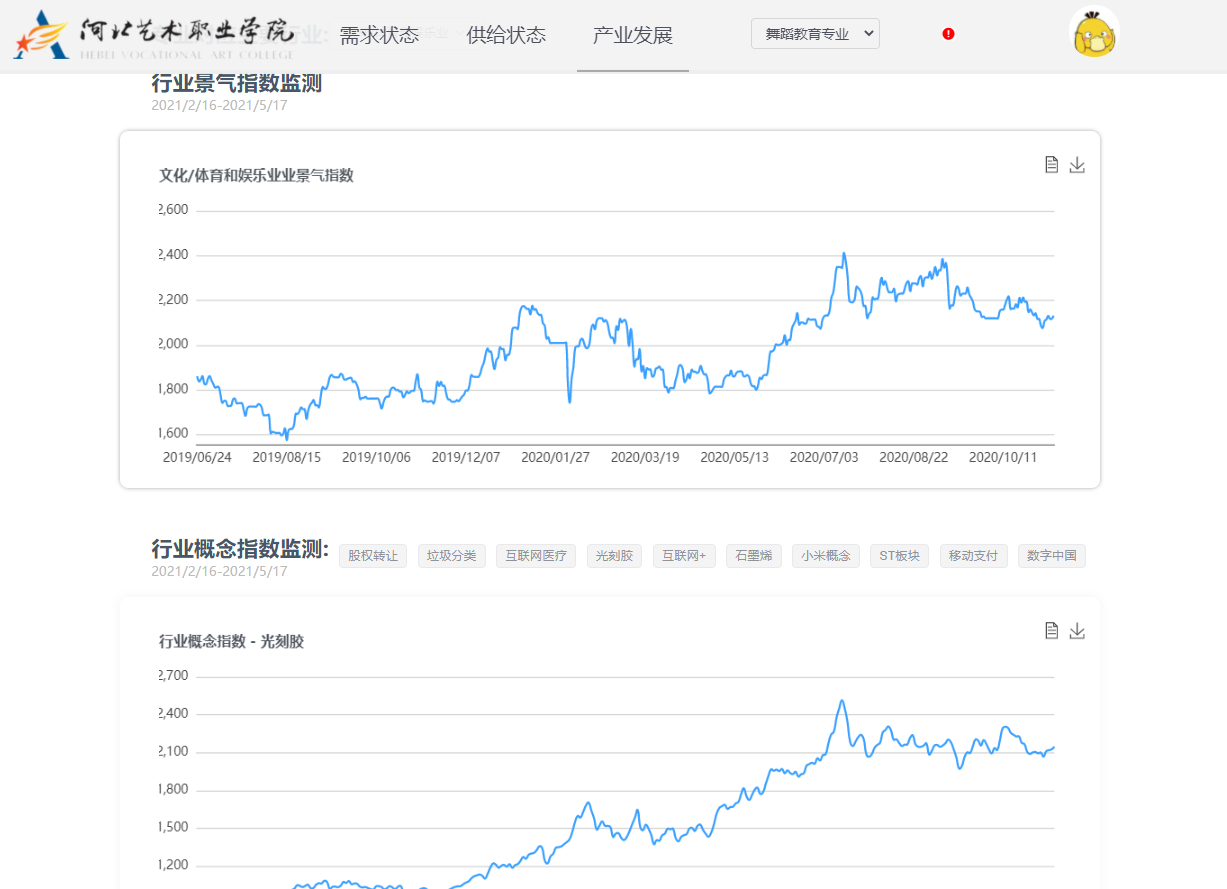 河北艺术职业学院
HEBEI VOCATIONAL ART COLLEGE
需求状态 供给状态 产业发展 舞蹈教育专业
行业景气指数监测
2021/2/16-2021/5/17
文化/体育和娱乐业业景气指数
2,600
2,400
2,200
2,000
1,800
1,600
2019/06/24 2019/08/15 2019/10/06 2019/12/07 2020/01/27 2020/03/19 2020/05/13 2020/07/03 2020/08/22 2020/10/11
行业概念指数监测: 股权转让 垃圾分类 互联网医疗 光刻胶 互联网+ 石墨烯 小米概念 ST板块 移动支付 数字中国
2021/2/16-2021/5/17
行业概念指数 - 光刻胶
2,700
2,400
2,100
1,800
1,500
1,200